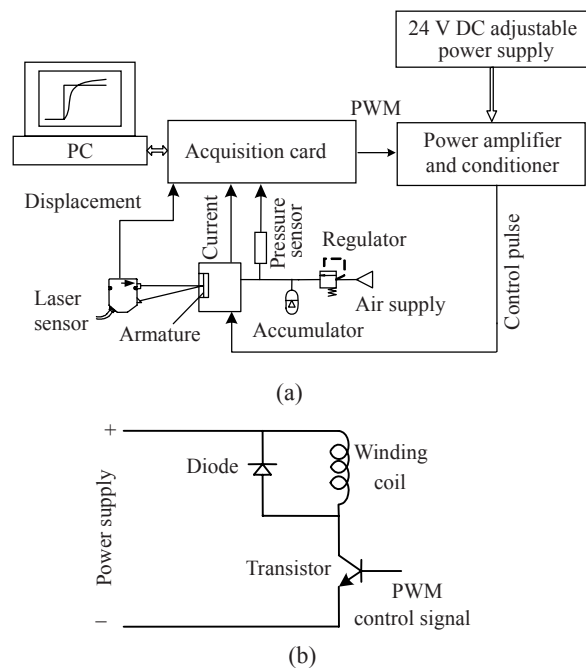 24 V DC adjustable
power supply
PWM
PC
Acquisition card
Power amplifier
and conditioner
Displacement
Current
Pressure
sensor
Regulator
Control pulse
Laser
sensor
Armature
Accumulator
Air supply
(a)
+
Diode
Winding
coil
Power supply
Transistor
PWM
control signal
−
(b)